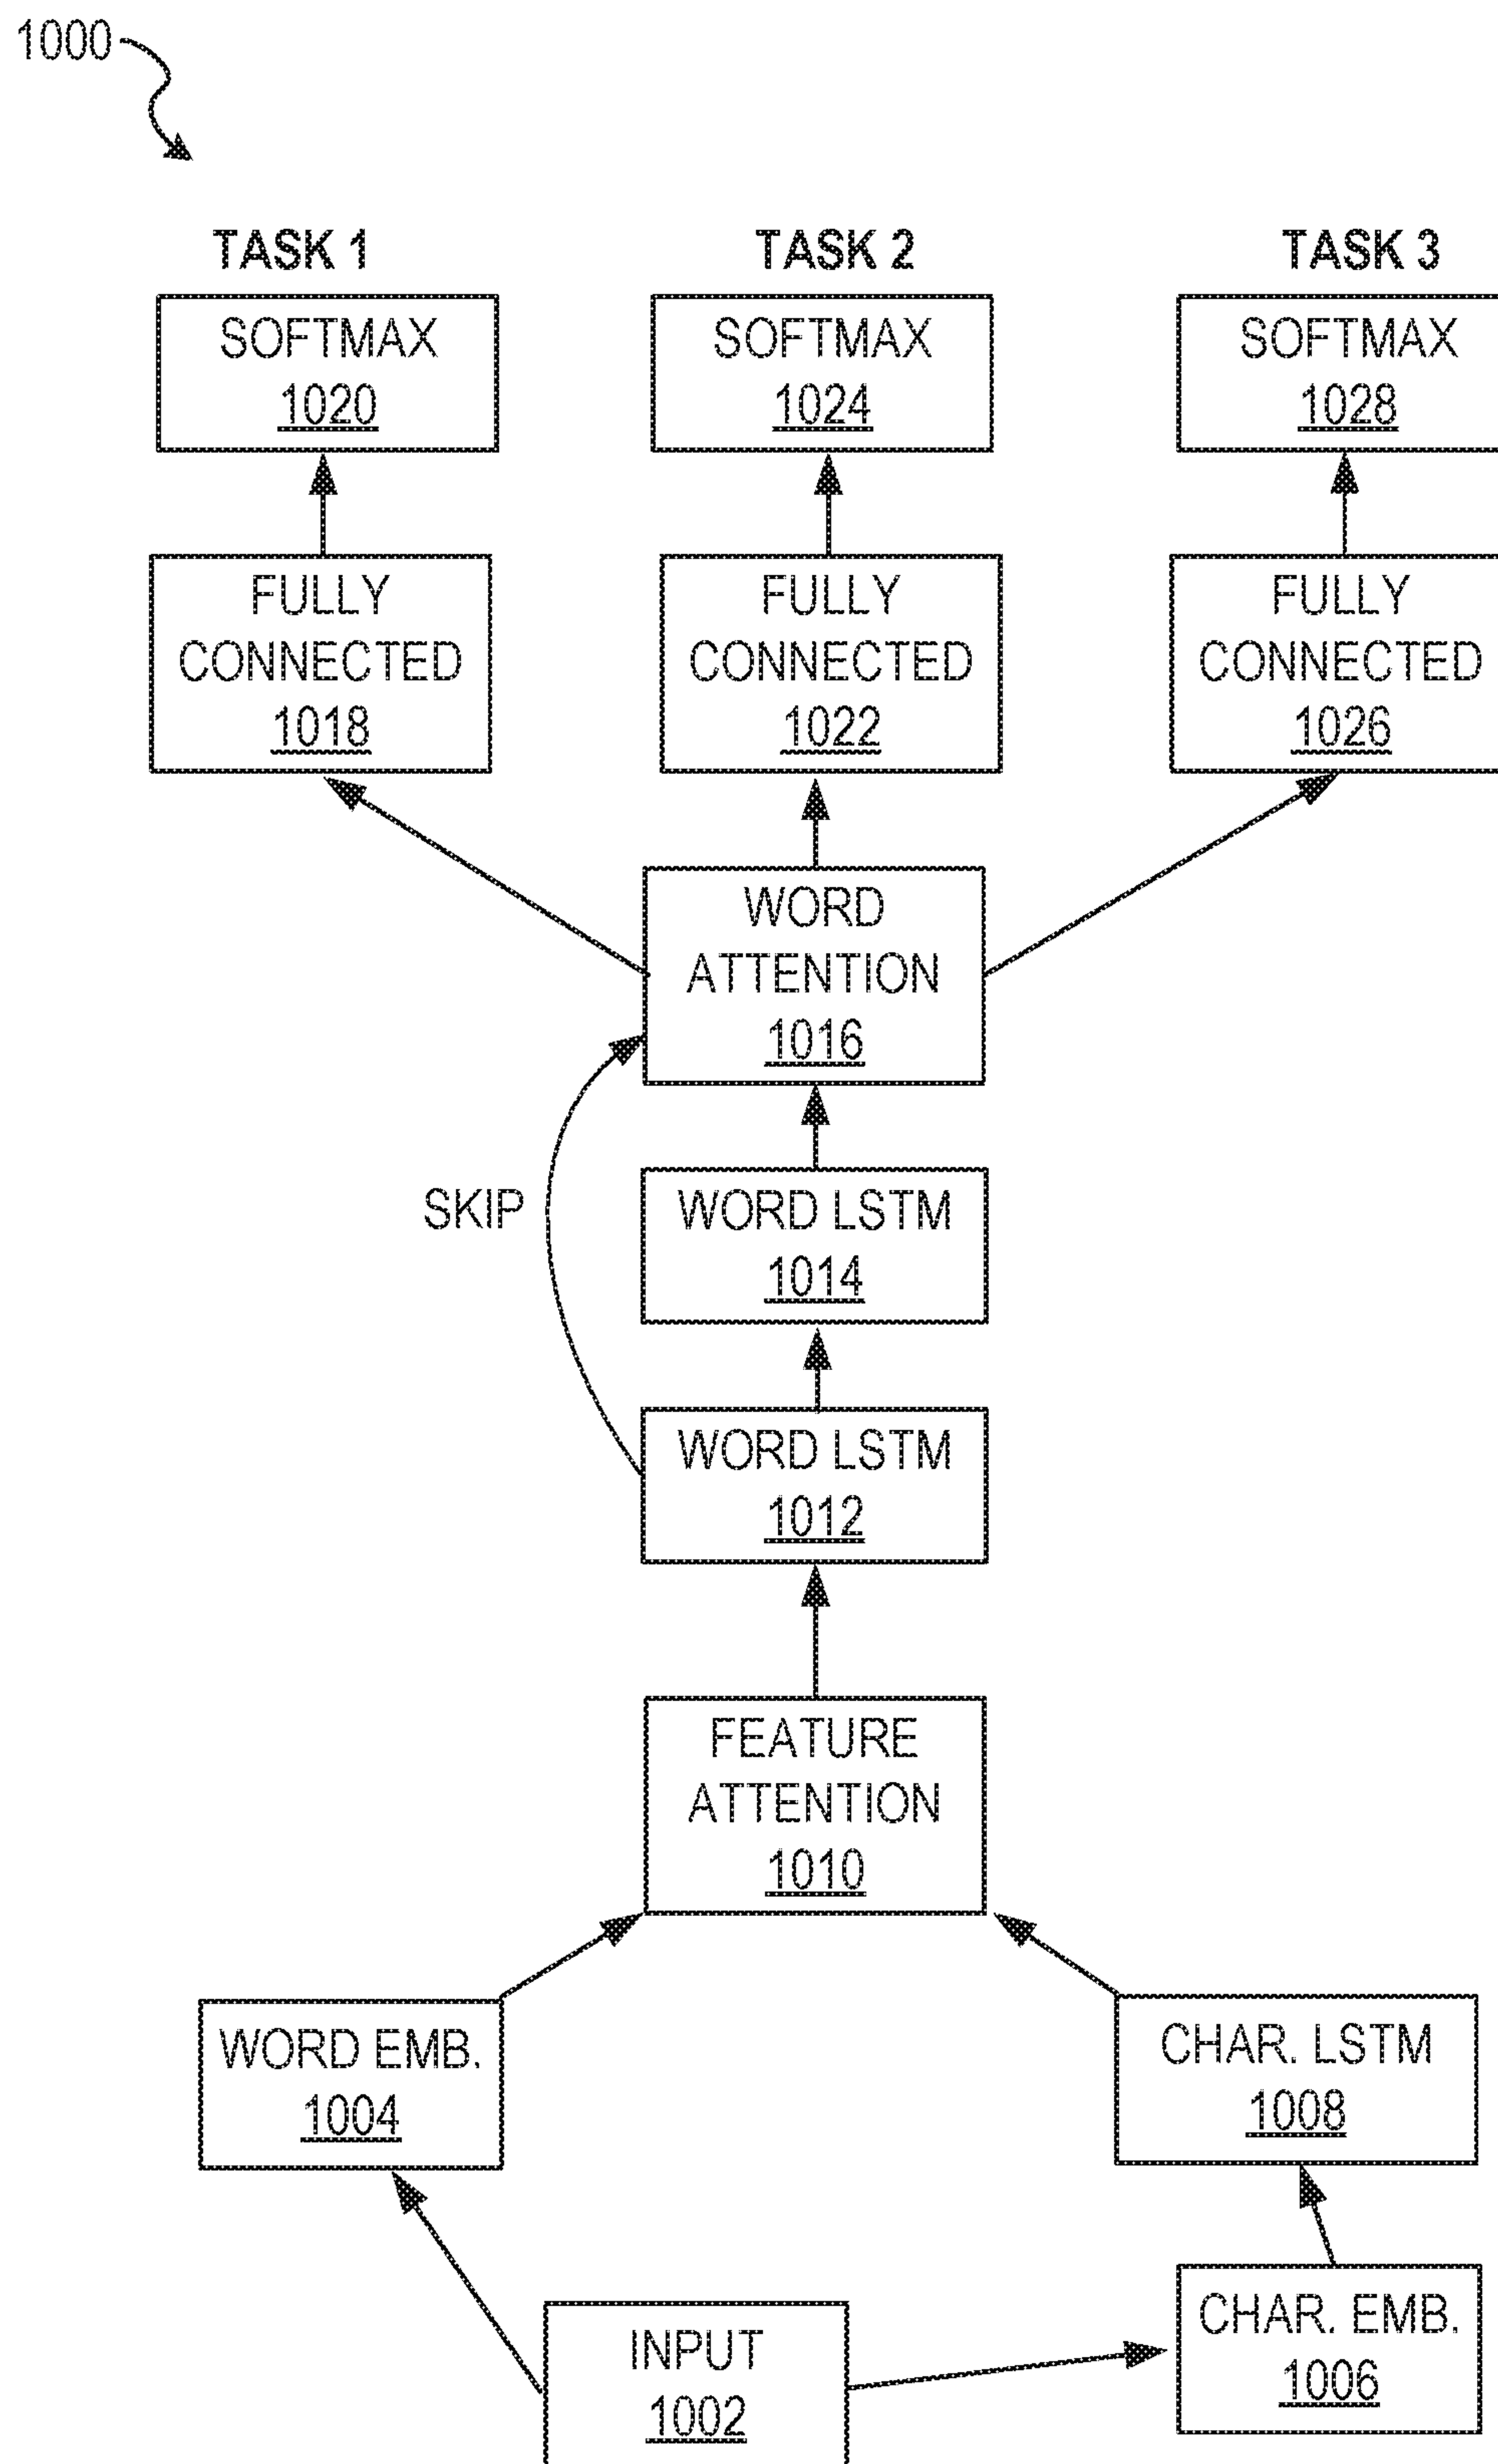 1000
TASK 1
TASK 2
TASK 3
SOFTMAX
1020
SOFTMAX
1024
SOFTMAX
1028
FULLY
CONNECTED
1018
FULLY
CONNECTED
1022
FULLY
CONNECTED
1026
WORD
ATTENTION
1016
SKIP
WORD LSTM
1014
WORD LSTM
1012
FEATURE
ATTENTION
1010
WORD EMB.
1004
CHAR. LSTM
1008
INPUT
1002
CHAR. EMB.
1006